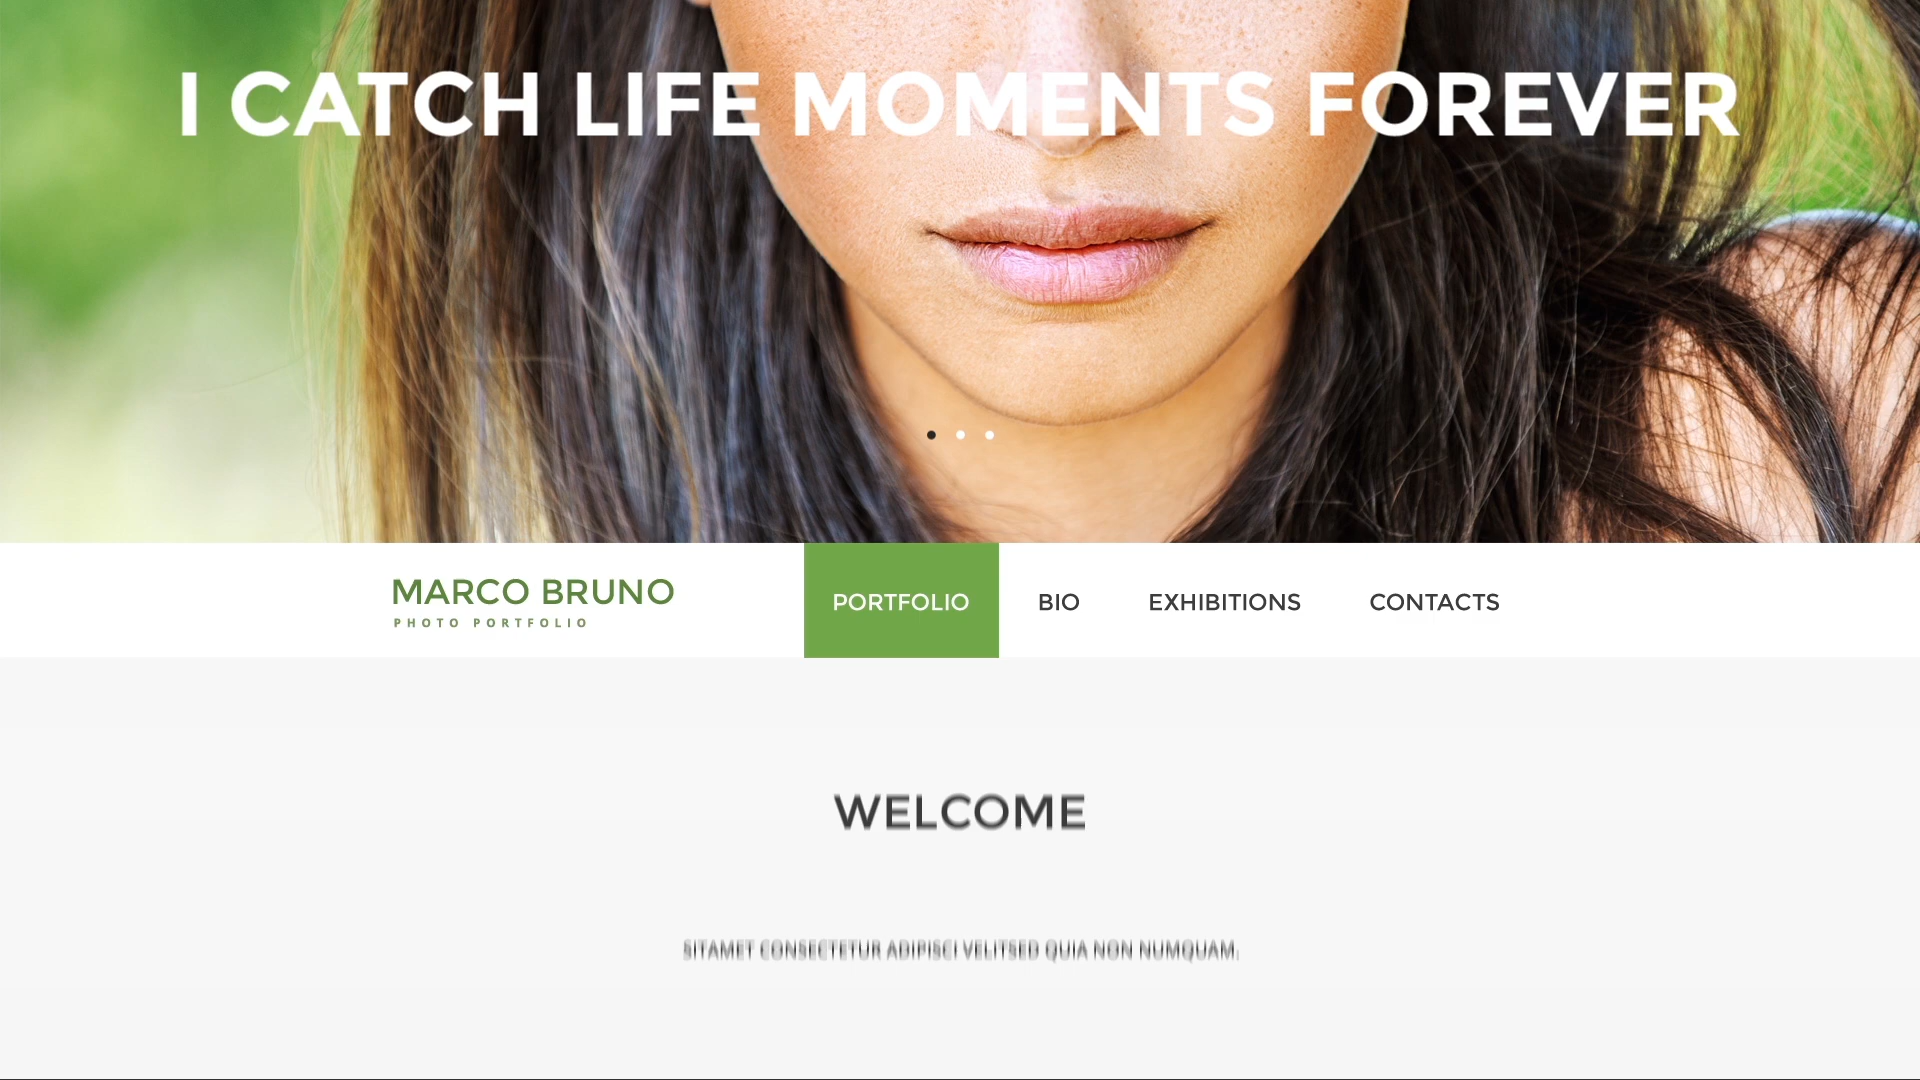 I CATCH LIFE MOMENTS FOREVER
MARCO BRUNO
PHOTO PORTFOLIO
PORTFOLIO BIO EXHIBITIONS CONTACTS
WELCOME
SITAMET CONSECTETUR ADIPISCI VELITSED QUIA NON NUMQUAM